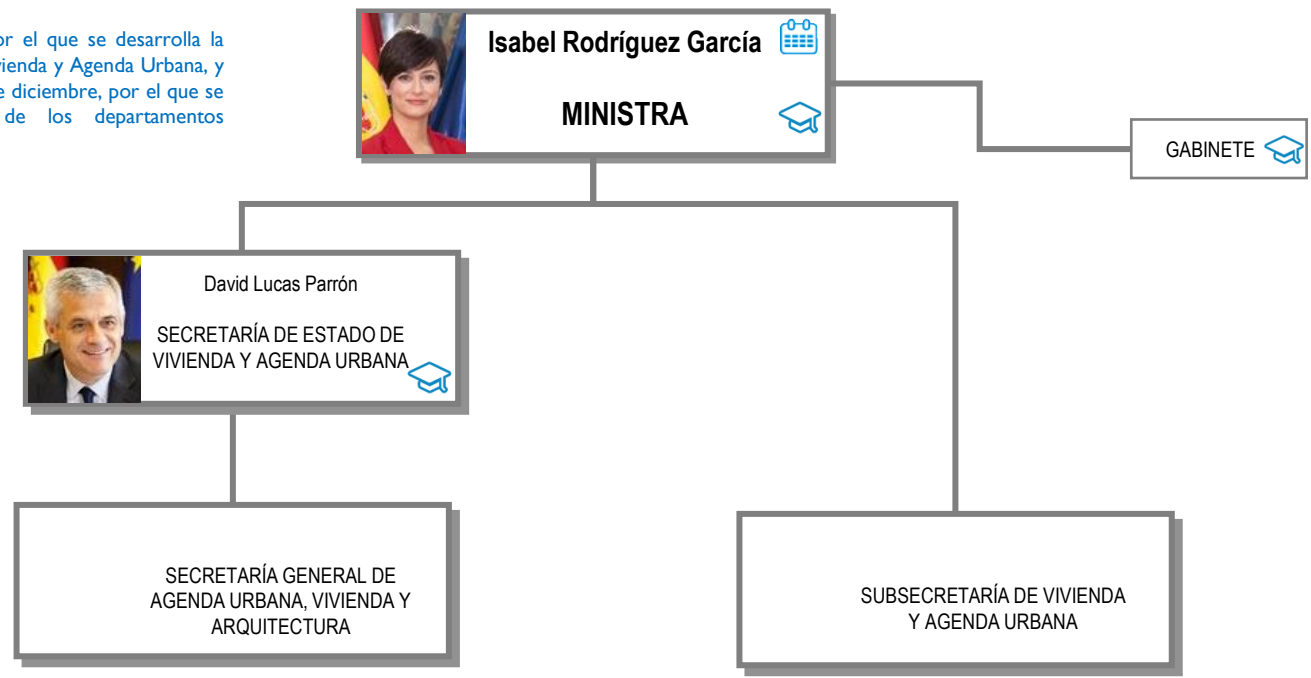 or el que se desarrolla la
vienda y Agenda Urbana, y
e diciembre, por el que se
de los departamentos
Isabel Rodríguez García
MINISTRA
GABINETE
David Lucas Parrón
SECRETARÍA DE ESTADO DE
VIVIENDA Y AGENDA URBANA
SECRETARÍA GENERAL DE
AGENDA URBANA, VIVIENDA Y
ARQUITECTURA
SUBSECRETARÍA DE VIVIENDA
Y AGENDA URBANA